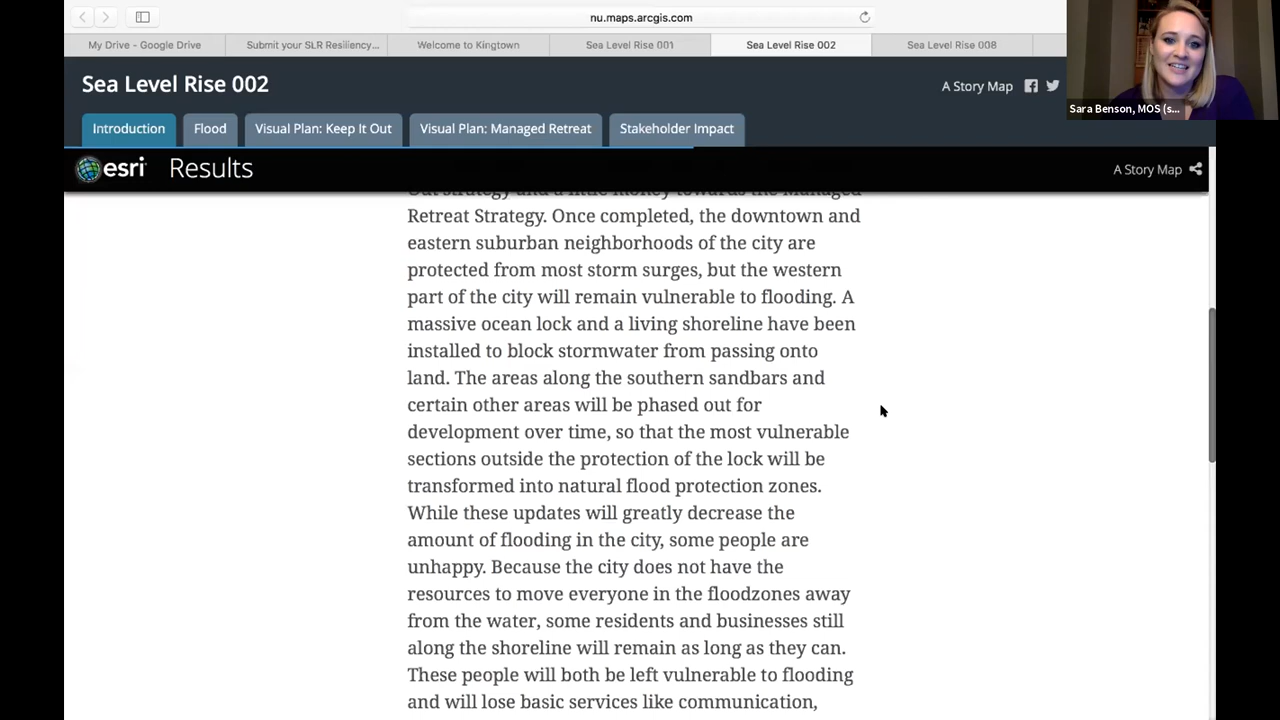 nu.maps.arcgis.com
My Drive - Google Drive
Submit your SLR Resiliency...
Welcome to Kingtown
Sea Level Rise 001
Sea Level Rise 002
Sea Level Rise 008
Sara Benson, MOS (s...
Sea Level Rise 002
A Story Map
Introduction
Flood
Visual Plan: Keep It Out
Visual Plan: Managed Retreat
Stakeholder Impact
esri
Results
A Story Map
Out strategy and a little money towards the Managed
Retreat Strategy. Once completed, the downtown and
eastern suburban neighborhoods of the city are
protected from most storm surges, but the western
part of the city will remain vulnerable to flooding. A
massive ocean lock and a living shoreline have been
installed to block stormwater from passing onto
land. The areas along the southern sandbars and
certain other areas will be phased out for
development over time, so that the most vulnerable
sections outside the protection of the lock will be
transformed into natural flood protection zones.
While these updates will greatly decrease the
amount of flooding in the city, some people are
unhappy. Because the city does not have the
resources to move everyone in the floodzones away
from the water, some residents and businesses still
along the shoreline will remain as long as they can.
These people will both be left vulnerable to flooding
and will lose basic services like communication,